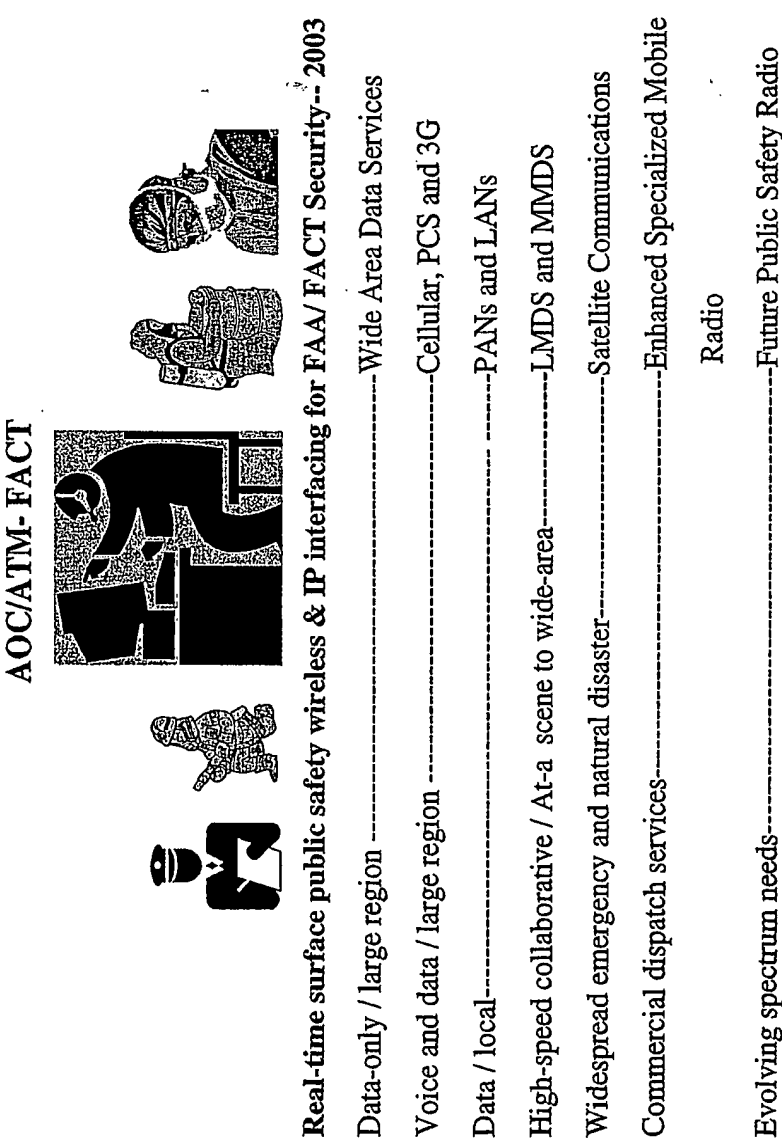 AOC/ATM- FACT
Real-time surface public safety wireless & IP interfacing for FAA/ FACT Security-- 2003
Data-only / large region ----------------------------------------Wide Area Data Services
Voice and data / large region ----------------------------------Cellular, PCS and 3G
Data / local------------------------------------------- -------PANs and LANs
High-speed collaborative / At-a scene to wide-area--------------LMDS and MMDS
Widespread emergency and natural disaster------------------------Satellite Communications
Commercial dispatch services------------------------------------Enhanced Specialized Mobile
Radio
Evolving spectrum needs-----------------------------------------Future Public Safety Radio